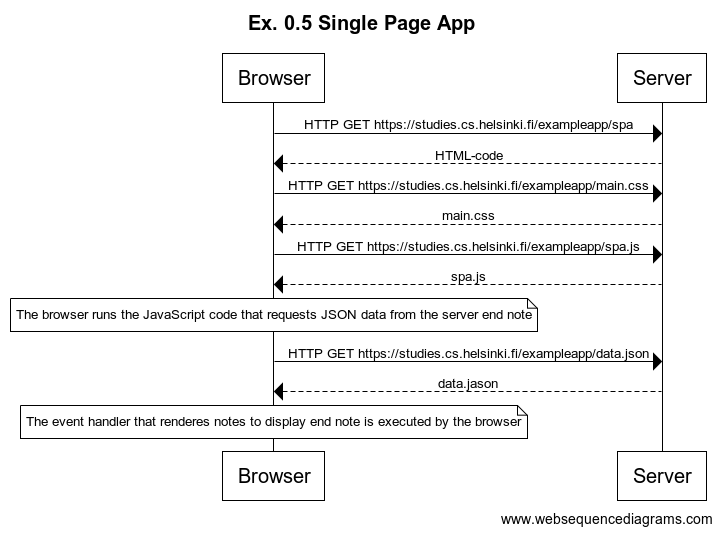 Ex. 0.5 Single Page App
Browser
Server
HTTP GET https://studies.cs.helsinki.fi/exampleapp/spa
HTML-code
HTTP GET https://studies.cs.helsinki.fi/exampleapp/main.css
main.css
HTTP GET https://studies.cs.helsinki.fi/exampleapp/spa.js
spa.js
The browser runs the JavaScript code that requests JSON data from the server end note
HTTP GET https://studies.cs.helsinki.fi/exampleapp/data.json
data.jason
The event handler that renderes notes to display end note is executed by the browser
Browser
Server
www.websequencediagrams.com